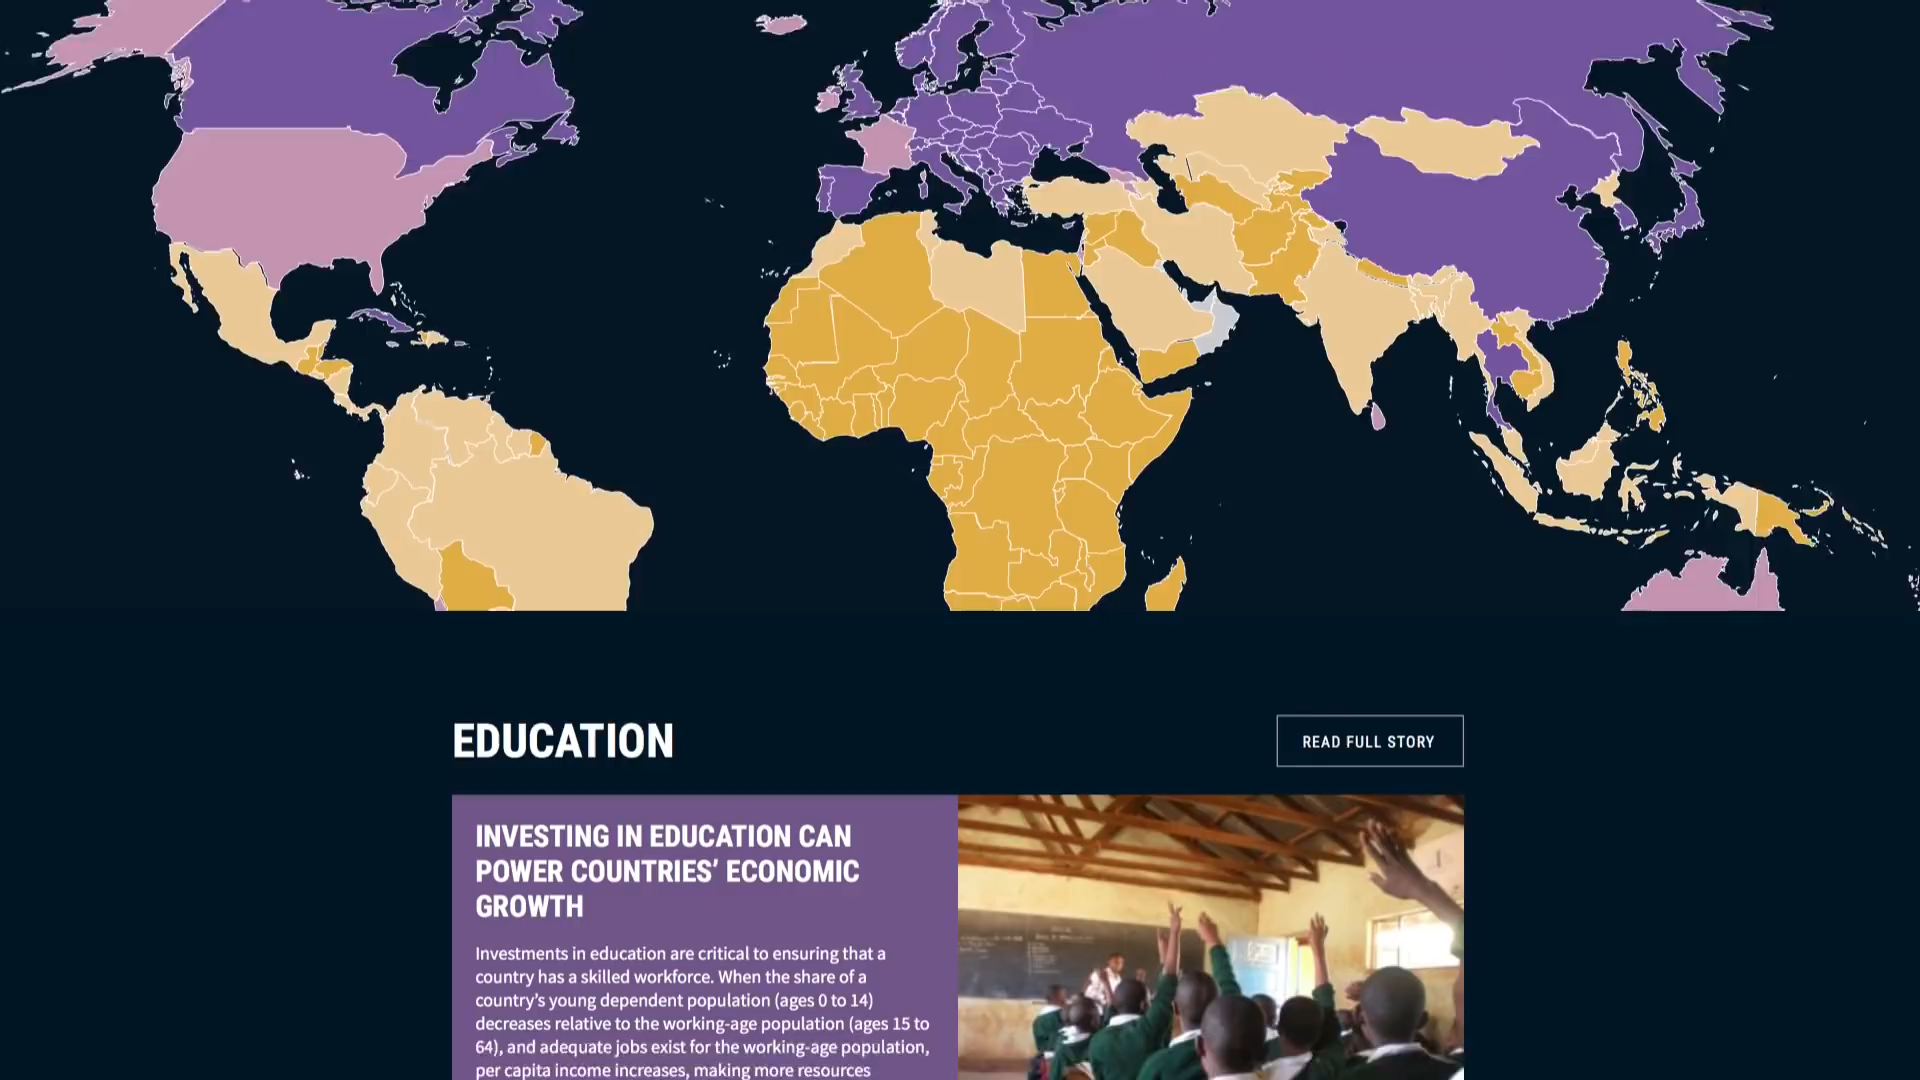 EDUCATION
READ FULL STORY
INVESTING IN EDUCATION CAN
POWER COUNTRIES’ ECONOMIC
GROWTH
Investments in education are critical to ensuring that a
country has a skilled workforce. When the share of a
country’s young dependent population (ages 0 to 14)
decreases relative to the working-age population (ages 15 to
64), and adequate jobs exist for the working-age population,
per capita income increases, making more resources